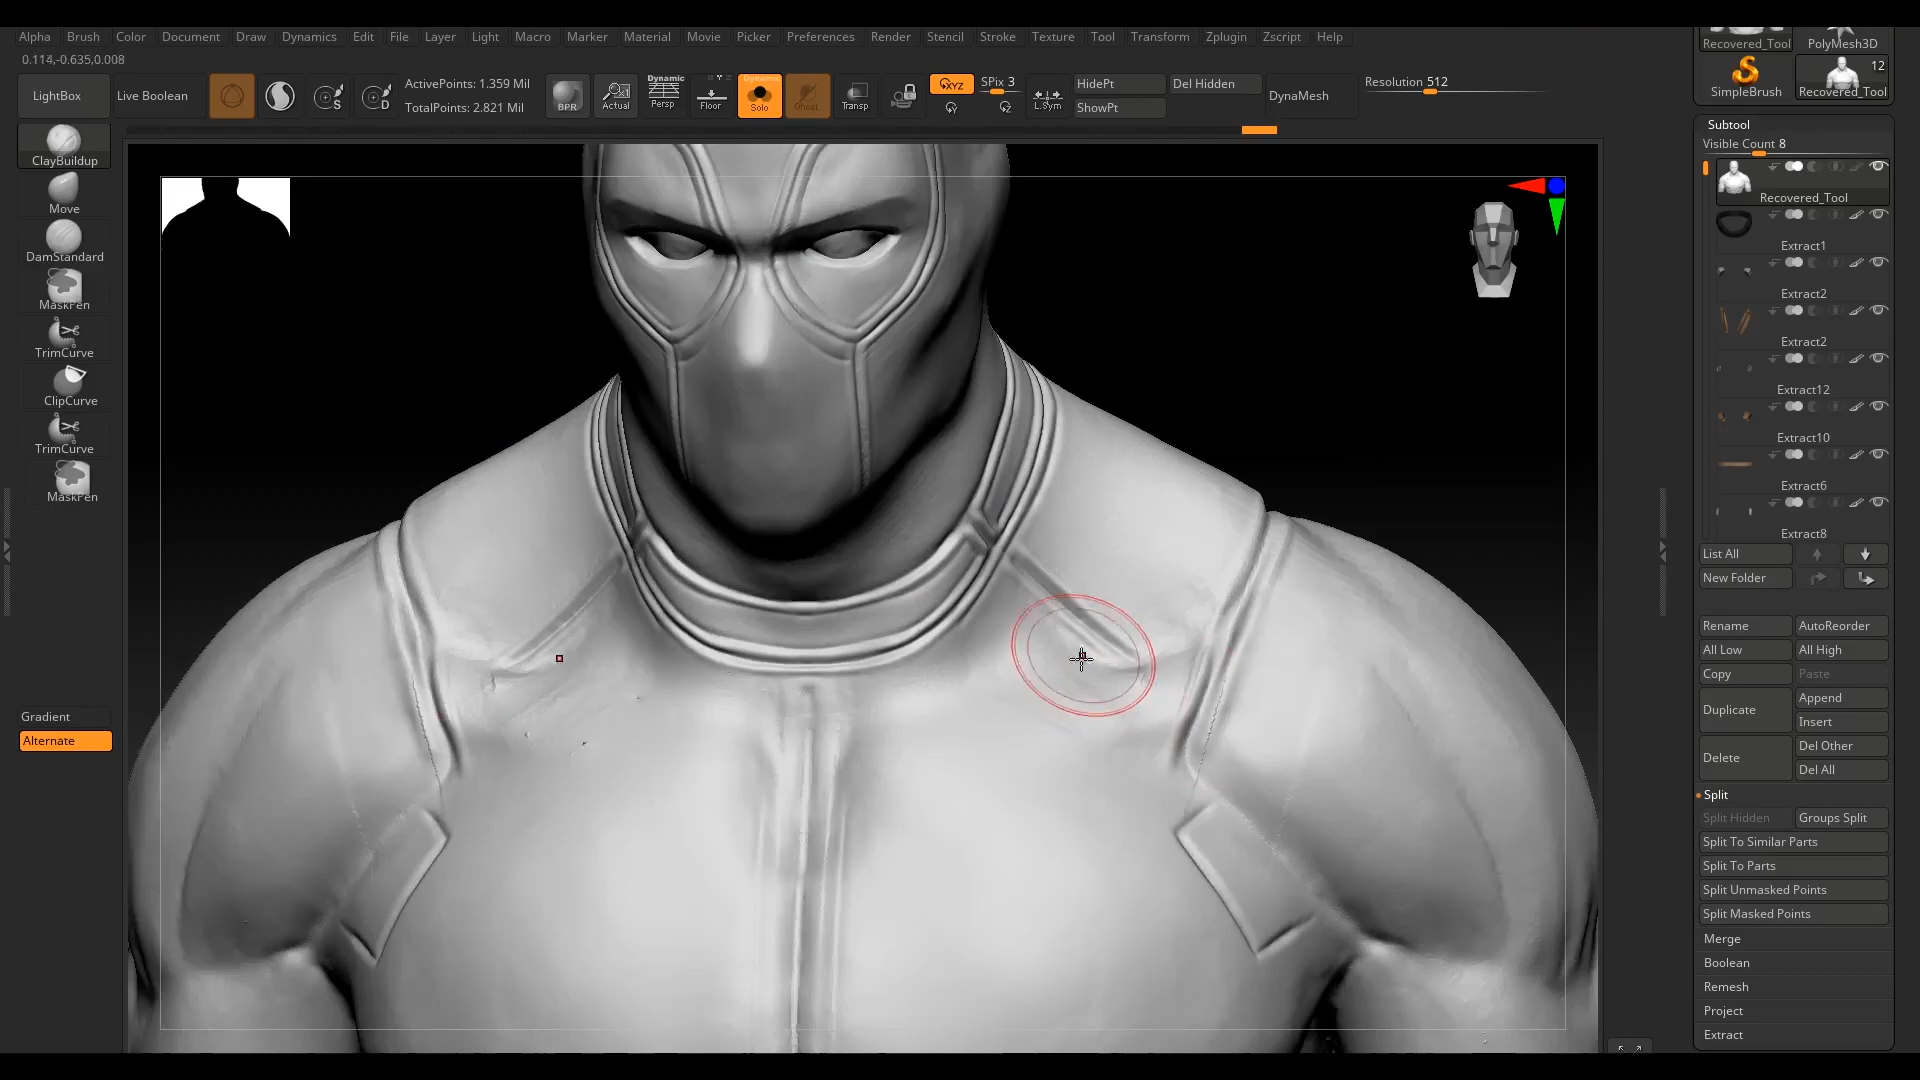 Alpha Brush Color Document Draw Dynamics Edit File Layer Light Macro Marker Material Movie Picker Preferences Render Stencil Stroke Texture Tool Transform Zplugin Zscript Help
0.114,-0.635,0.008
LightBox
Live Boolean
S
D
ActivePoints: 1.359 Mil
TotalPoints: 2.821 Mil
BPR
Actual
Dynamic
Persp
Floor
Dynamic
Solo
Ghost
Transp
XYZ
Y
Z
SPix 3
L.Sym
HidePt
ShowPt
Del Hidden
DynaMesh
Resolution 512
Recovered_Tool
PolyMesh3D
SimpleBrush
12
Recovered_Tool
ClayBuildup
Move
DamStandard
MaskPen
TrimCurve
ClipCurve
TrimCurve
MaskPen
Gradient
Alternate
Subtool
Visible Count 8
Recovered_Tool
Extract1
Extract2
Extract2
Extract12
Extract10
Extract6
Extract8
List All
New Folder
Rename
AutoReorder
All Low
All High
Copy
Paste
Duplicate
Append
Insert
Delete
Del Other
Del All
Split
Split Hidden
Groups Split
Split To Similar Parts
Split To Parts
Split Unmasked Points
Split Masked Points
Merge
Boolean
Remesh
Project
Extract